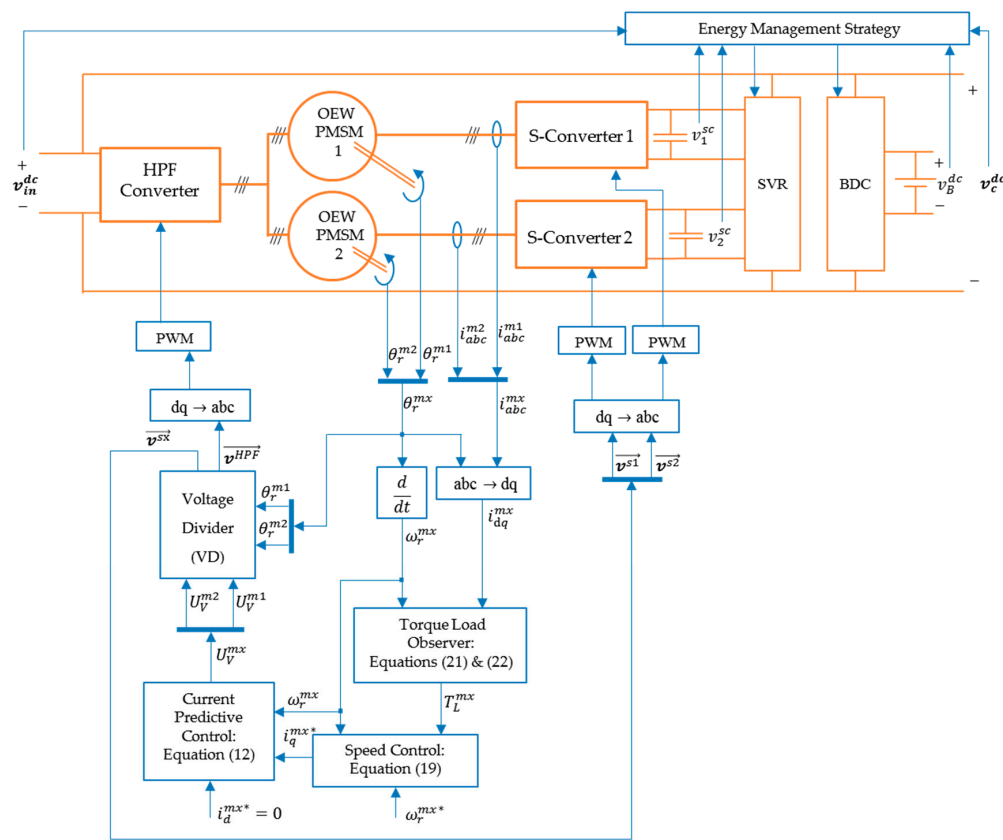 Energy Management Strategy
+
v_in^dc
−
HPF
Converter
OEW
PMSM
1
OEW
PMSM
2
S-Converter 1
S-Converter 2
v_1^sc
v_2^sc
SVR
BDC
+
v_B^dc
−
+
v_c^dc
−
PWM
dq → abc
v^sx
v^HPF
Voltage
Divider
(VD)
θ_r^m1
θ_r^m2
U_V^m2
U_V^m1
U_V^mx
Current
Predictive
Control:
Equation (12)
i_d^mx* = 0
θ_r^m2
θ_r^m1
θ_r^mx
i_abc^m2
i_abc^m1
i_abc^mx
d
dt
abc → dq
i_dq^mx
ω_r^mx
Torque Load
Observer:
Equations (21) & (22)
T_L^mx
ω_r^mx
i_q^mx*
Speed Control:
Equation (19)
ω_r^mx*
PWM
PWM
dq → abc
v^s1
v^s2